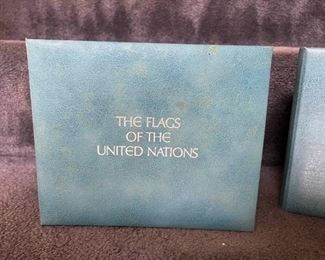 THE FLAGS
OF THE
UNITED NATIONS